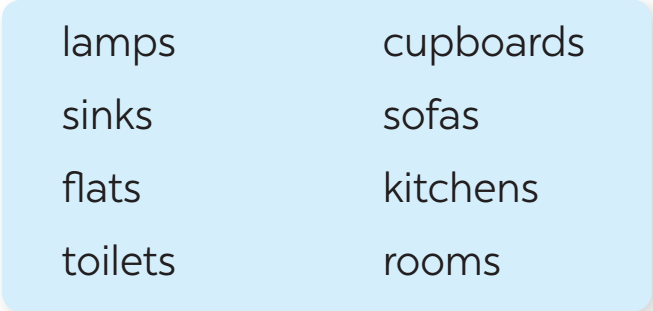 lamps
sinks
flats
toilets
cupboards
sofas
kitchens
rooms